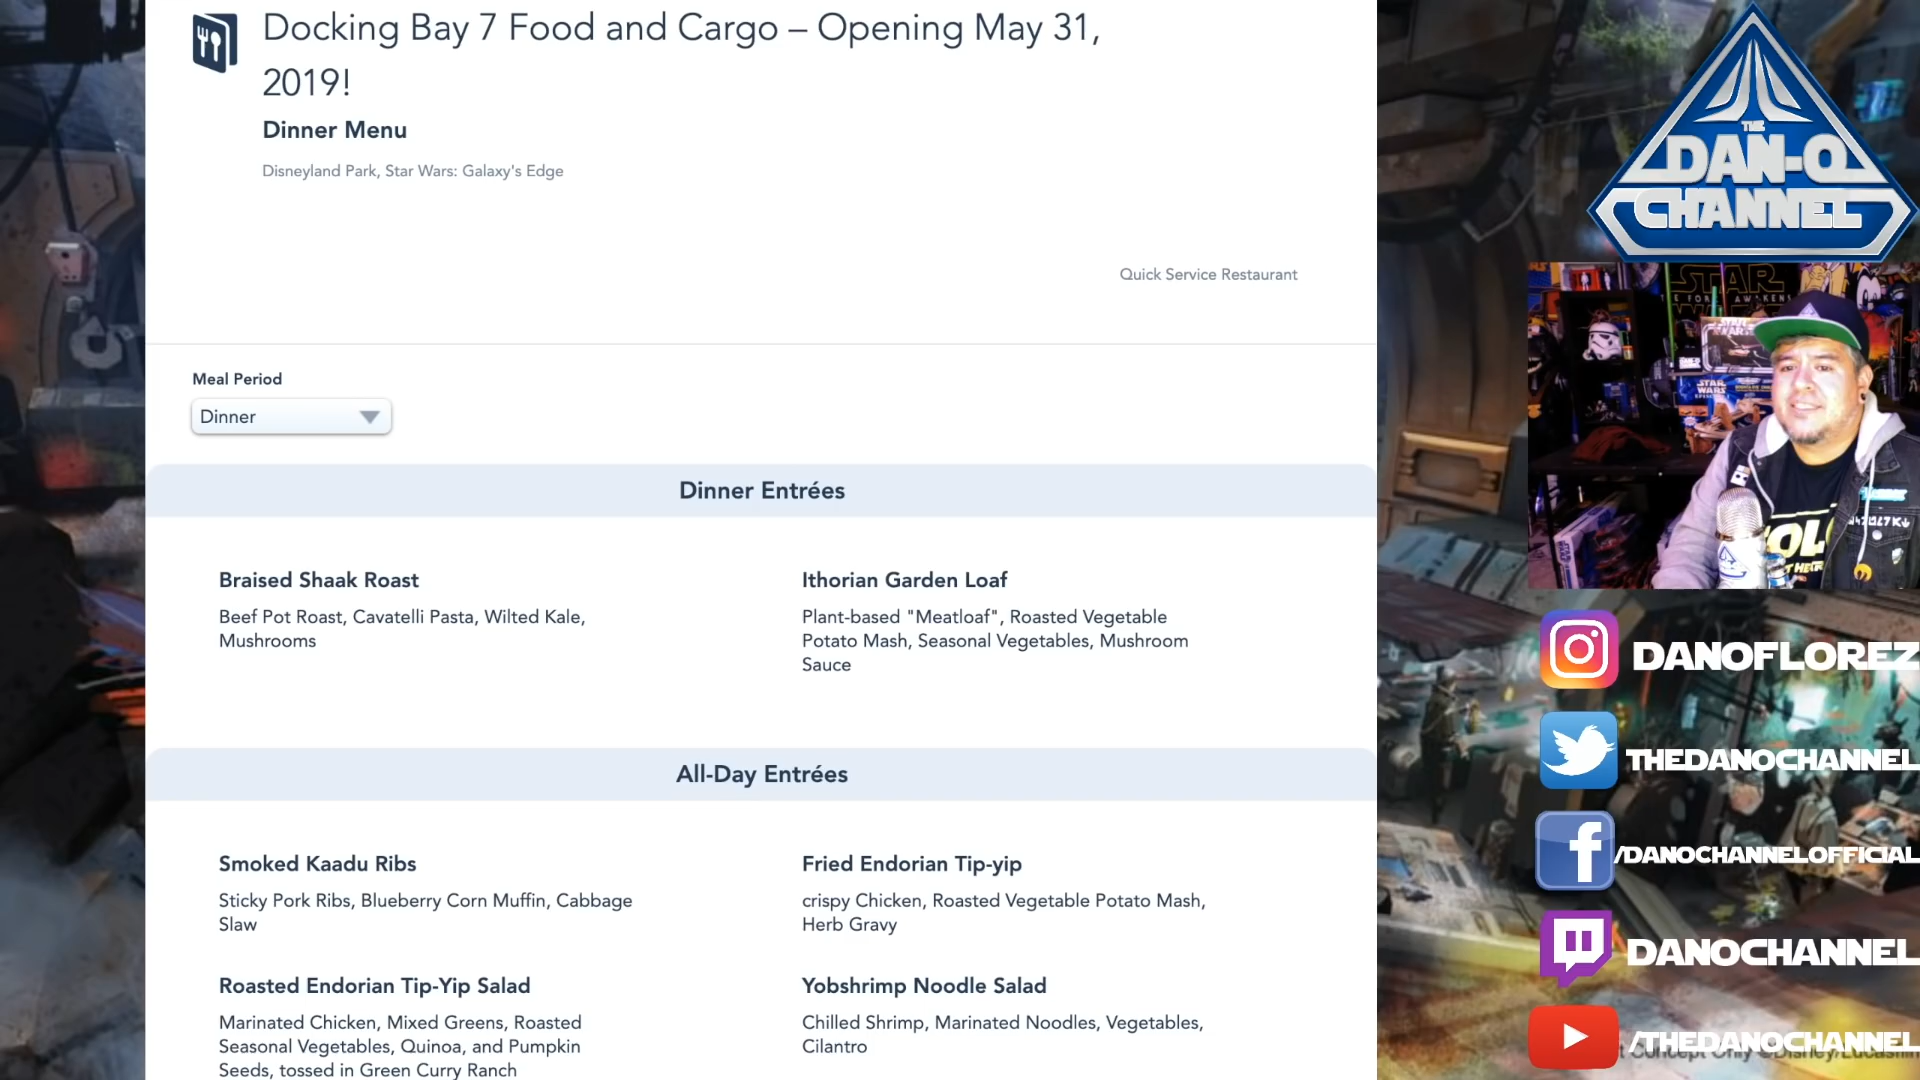 Docking Bay 7 Food and Cargo – Opening May 31,
2019!
Dinner Menu
Disneyland Park, Star Wars: Galaxy's Edge
Quick Service Restaurant
Meal Period
Dinner
Dinner Entrées
Braised Shaak Roast
Beef Pot Roast, Cavatelli Pasta, Wilted Kale,
Mushrooms
Ithorian Garden Loaf
Plant-based "Meatloaf", Roasted Vegetable
Potato Mash, Seasonal Vegetables, Mushroom
Sauce
All-Day Entrées
Smoked Kaadu Ribs
Sticky Pork Ribs, Blueberry Corn Muffin, Cabbage
Slaw
Fried Endorian Tip-yip
crispy Chicken, Roasted Vegetable Potato Mash,
Herb Gravy
Roasted Endorian Tip-Yip Salad
Marinated Chicken, Mixed Greens, Roasted
Seasonal Vegetables, Quinoa, and Pumpkin
Seeds, tossed in Green Curry Ranch
Yobshrimp Noodle Salad
Chilled Shrimp, Marinated Noodles, Vegetables,
Cilantro
THE
DAN-O
CHANNEL
STAR
DANOFLOREZ
THEDANOCHANNEL
/DANOCHANNELOFFICIAL
DANOCHANNEL
/THEDANOCHANNEL
Concept Only ©Disney/Lucasfilm